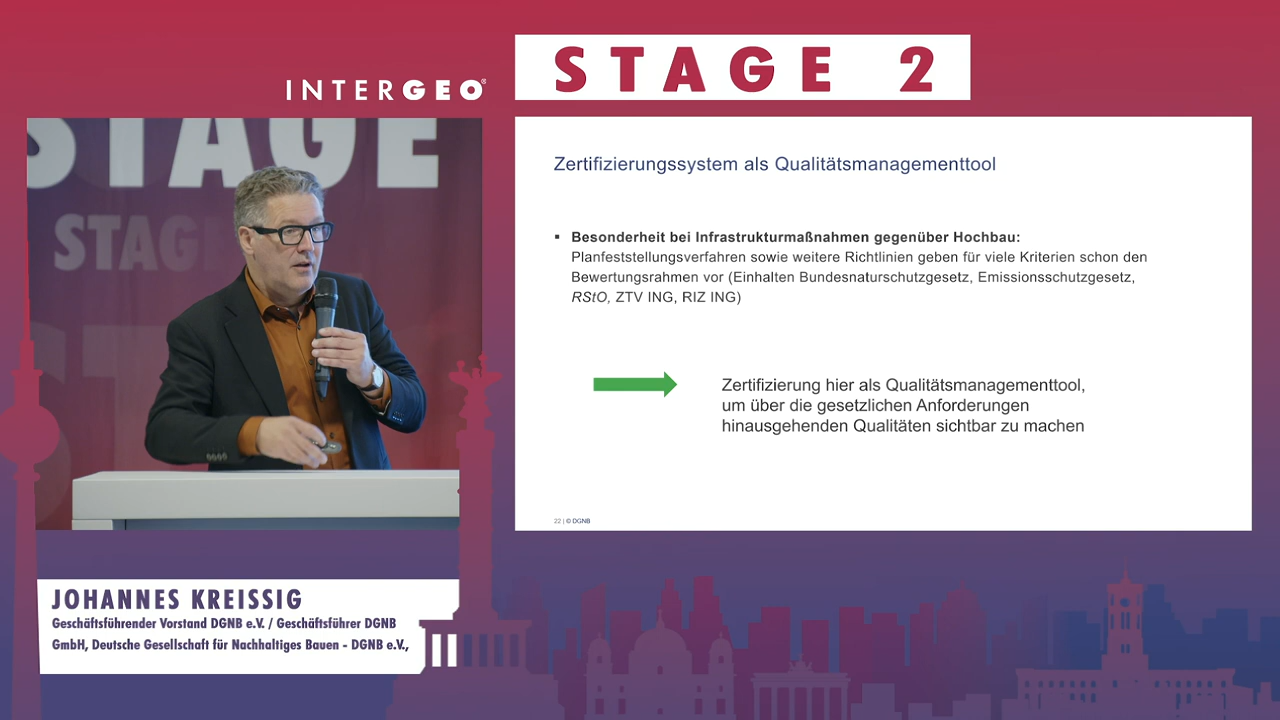 STAGE 2
INTERGEO®
STAGE
STAG
Zertifizierungssystem als Qualitätsmanagementtool
▪ Besonderheit bei Infrastrukturmaßnahmen gegenüber Hochbau:
Planfeststellungsverfahren sowie weitere Richtlinien geben für viele Kriterien schon den
Bewertungsrahmen vor (Einhalten Bundesnaturschutzgesetz, Emissionsschutzgesetz,
RStO, ZTV ING, RIZ ING)
Zertifizierung hier als Qualitätsmanagementtool,
um über die gesetzlichen Anforderungen
hinausgehenden Qualitäten sichtbar zu machen
22 | © DGNB
JOHANNES KREISSIG
Geschäftsführender Vorstand DGNB e.V. / Geschäftsführer DGNB
GmbH, Deutsche Gesellschaft für Nachhaltiges Bauen - DGNB e.V.,